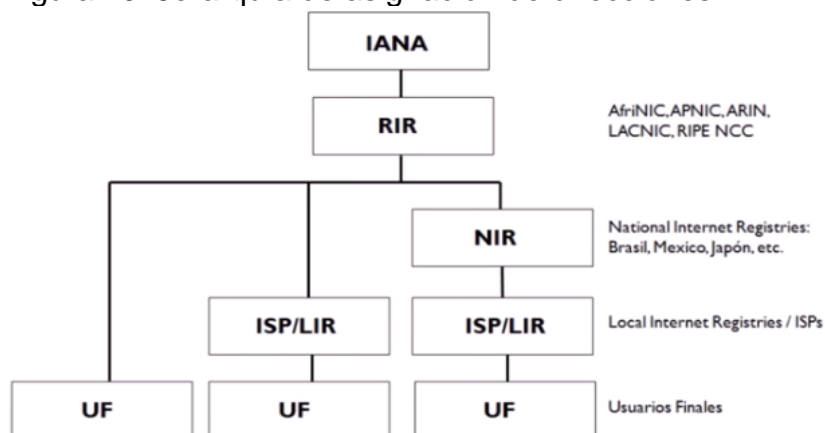 IANA
RIR
AfriNIC, APNIC, ARIN,
LACNIC, RIPE NCC
NIR
National Internet Registries:
Brasil, Mexico, Japón, etc.
ISP/LIR
ISP/LIR
Local Internet Registries / ISPs
UF
UF
UF
Usuarios Finales